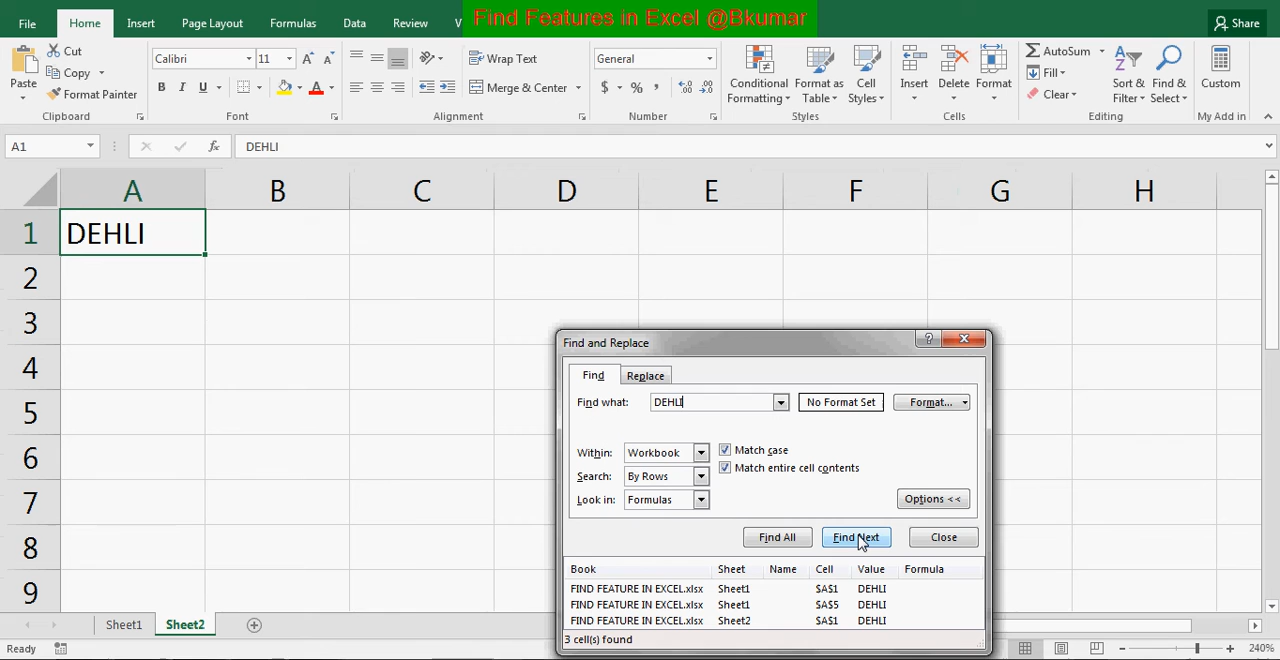 File Home Insert Page Layout Formulas Data Review V
Find Features in Excel @Bkumar
Share
Cut
Copy
Format Painter
Paste
Clipboard
Calibri 11
B I U
Font
Wrap Text
Merge & Center
Alignment
General
$ % ,
Number
Conditional Formatting
Format as Table
Cell Styles
Styles
Insert Delete Format
Cells
AutoSum
Fill
Clear
Sort & Filter
Find & Select
Editing
Custom
My Add in
A1 fx DEHLI
A B C D E F G H
1 DEHLI
2
3
4
5
6
7
8
9
Find and Replace
Find Replace
Find what: DEHLI No Format Set Format...
Within: Workbook Match case
Search: By Rows Match entire cell contents
Look in: Formulas Options <<
Find All Find Next Close
Book Sheet Name Cell Value Formula
FIND FEATURE IN EXCEL.xlsx Sheet1 $A$1 DEHLI
FIND FEATURE IN EXCEL.xlsx Sheet1 $A$5 DEHLI
FIND FEATURE IN EXCEL.xlsx Sheet2 $A$1 DEHLI
3 cell(s) found
Sheet1 Sheet2
Ready 240%